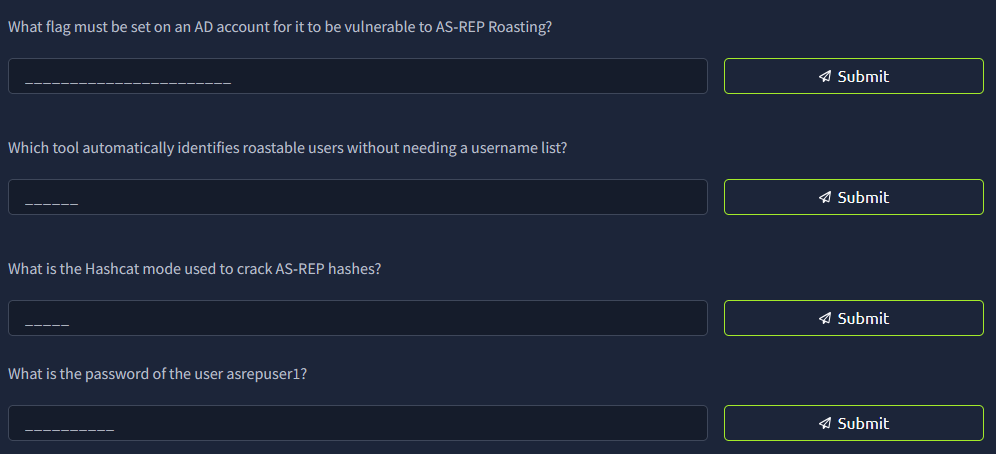 What flag must be set on an AD account for it to be vulnerable to AS-REP Roasting?
_______________________
Submit
Which tool automatically identifies roastable users without needing a username list?
______
Submit
What is the Hashcat mode used to crack AS-REP hashes?
_____
Submit
What is the password of the user asrepuser1?
__________
Submit